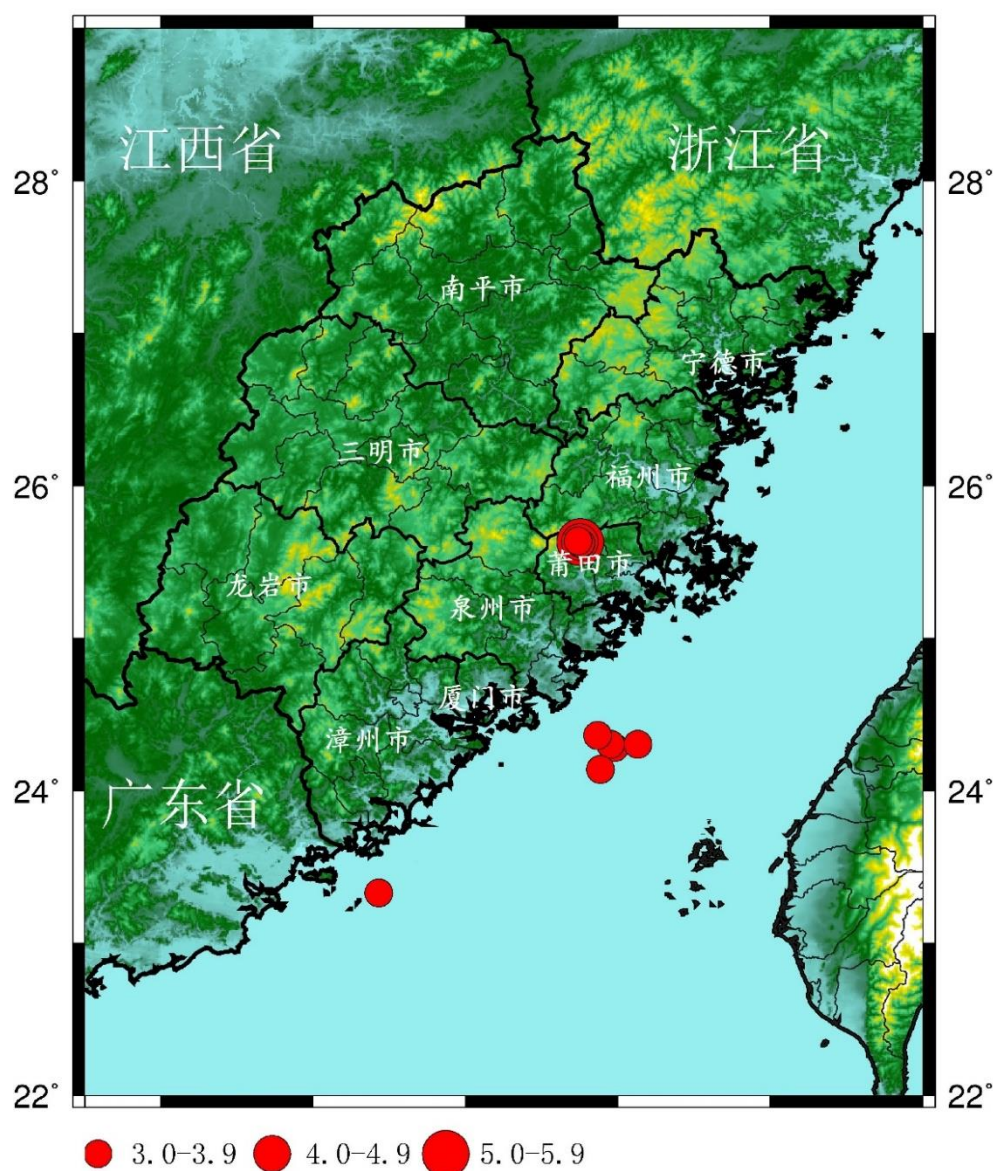 江西省
浙江省
28°
28°
南平市
宁德市
三明市
福州市
26°
26°
莆田市
龙岩市
泉州市
厦门市
漳州市
24°
24°
广东省
22°
22°
3.0-3.9
4.0-4.9
5.0-5.9